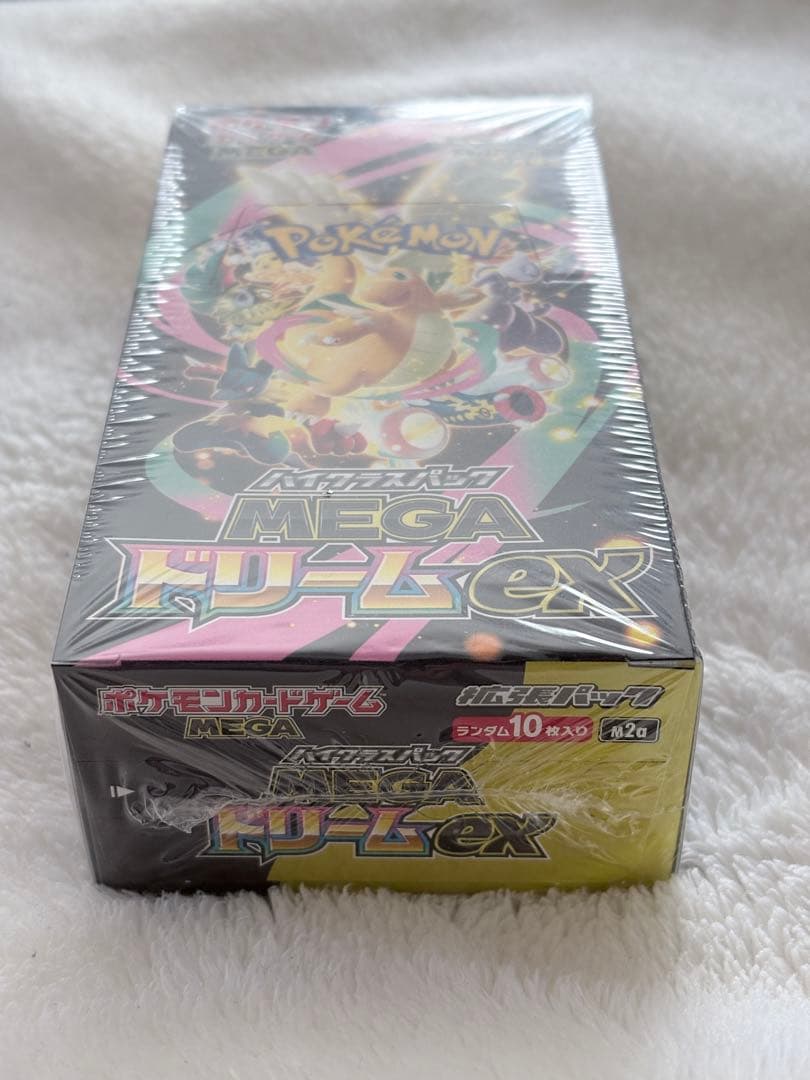 MEGA
POKÉMON
ハイクラスパック
MEGA
ドリームex
ポケモンカードゲーム
MEGA
拡張パック
ランダム10枚入り
M2a
ハイクラスパック
MEGA
ドリームex